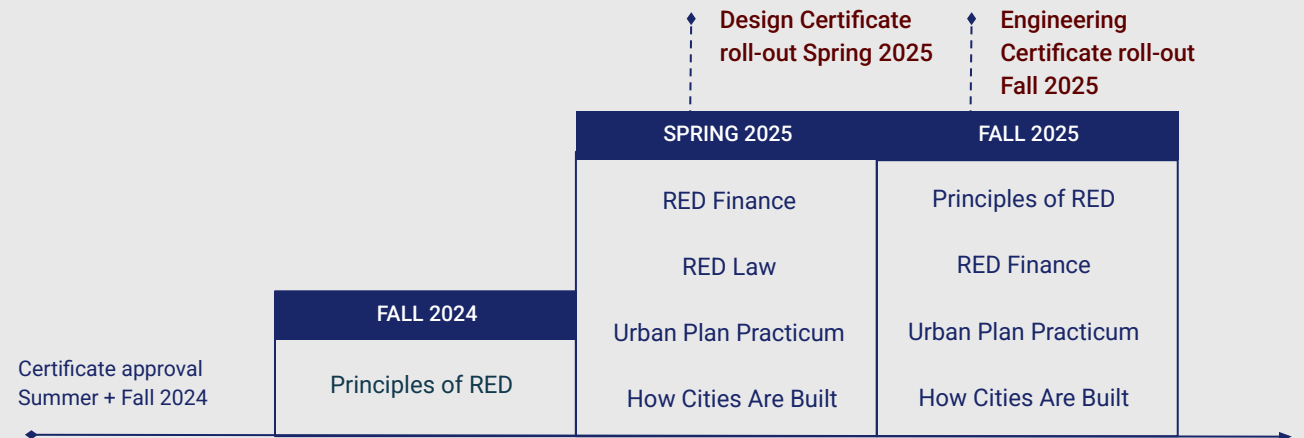 Design Certificate
roll-out Spring 2025
Engineering
Certificate roll-out
Fall 2025
SPRING 2025
FALL 2025
RED Finance
RED Law
Urban Plan Practicum
How Cities Are Built
Principles of RED
RED Finance
Urban Plan Practicum
How Cities Are Built
FALL 2024
Principles of RED
Certificate approval
Summer + Fall 2024